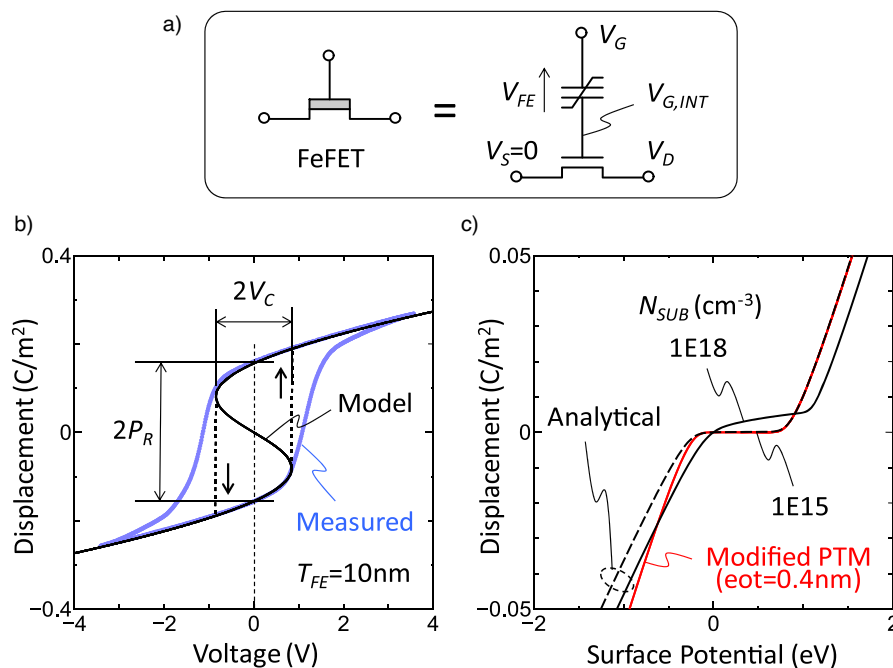 a)
V_G
V_FE
V_G,INT
=
V_S=0
V_D
FeFET
b)
c)
0.4
0
−0.4
Displacement (C/m²)
2V_C
2P_R
Model
Measured
T_FE=10nm
−4
−2
0
2
4
Voltage (V)
0.05
0
−0.05
Displacement (C/m²)
N_SUB (cm⁻³)
1E18
Analytical
1E15
Modified PTM
(eot=0.4nm)
−2
−1
0
1
2
Surface Potential (eV)